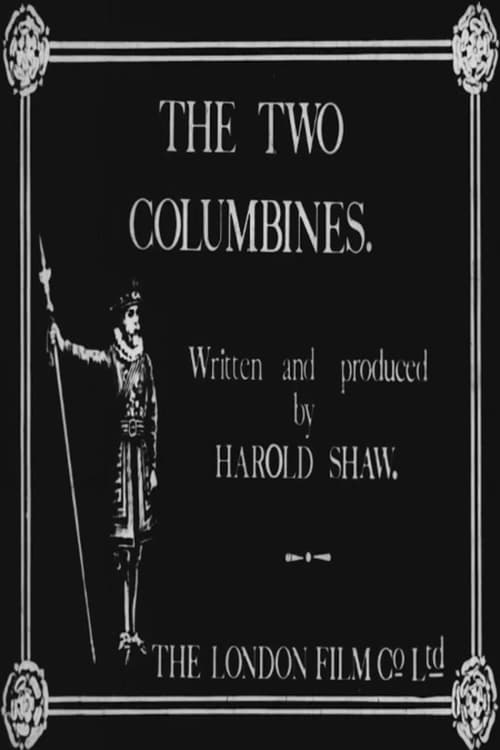 THE TWO
COLUMBINES.
Written and produced
by
HAROLD SHAW.
THE LONDON FILM Cº Ltd